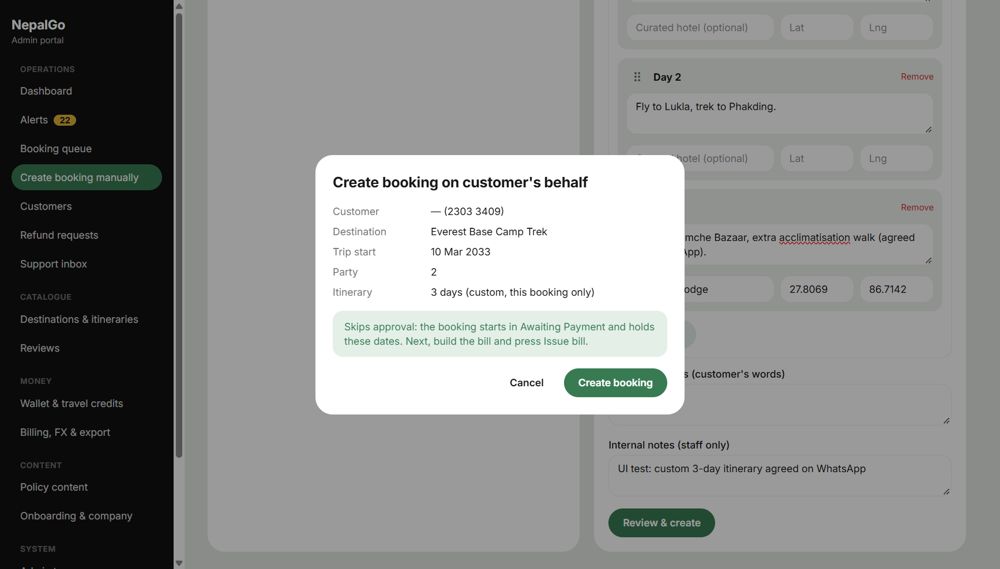 NepalGo
Admin portal
OPERATIONS
Dashboard
Alerts 22
Booking queue
Create booking manually
Customers
Refund requests
Support inbox
CATALOGUE
Destinations & itineraries
Reviews
MONEY
Wallet & travel credits
Billing, FX & export
CONTENT
Policy content
Onboarding & company
SYSTEM
Curated hotel (optional) Lat Lng
Day 2 Remove
Fly to Lukla, trek to Phakding.
hotel (optional) Lat Lng
Remove
mche Bazaar, extra acclimatisation walk (agreed
App).
odge 27.8069 86.7142
(customer's words)
Internal notes (staff only)
UI test: custom 3-day itinerary agreed on WhatsApp
Review & create
Create booking on customer's behalf
Customer — (2303 3409)
Destination Everest Base Camp Trek
Trip start 10 Mar 2033
Party 2
Itinerary 3 days (custom, this booking only)
Skips approval: the booking starts in Awaiting Payment and holds
these dates. Next, build the bill and press Issue bill.
Cancel Create booking